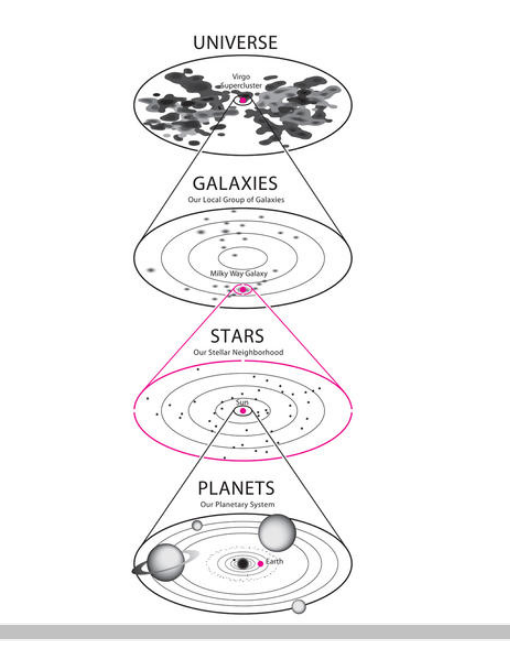 UNIVERSE
Virgo
Supercluster
GALAXIES
Our Local Group of Galaxies
Milky Way Galaxy
STARS
Our Stellar Neighborhood
Sun
PLANETS
Our Planetary System
Earth